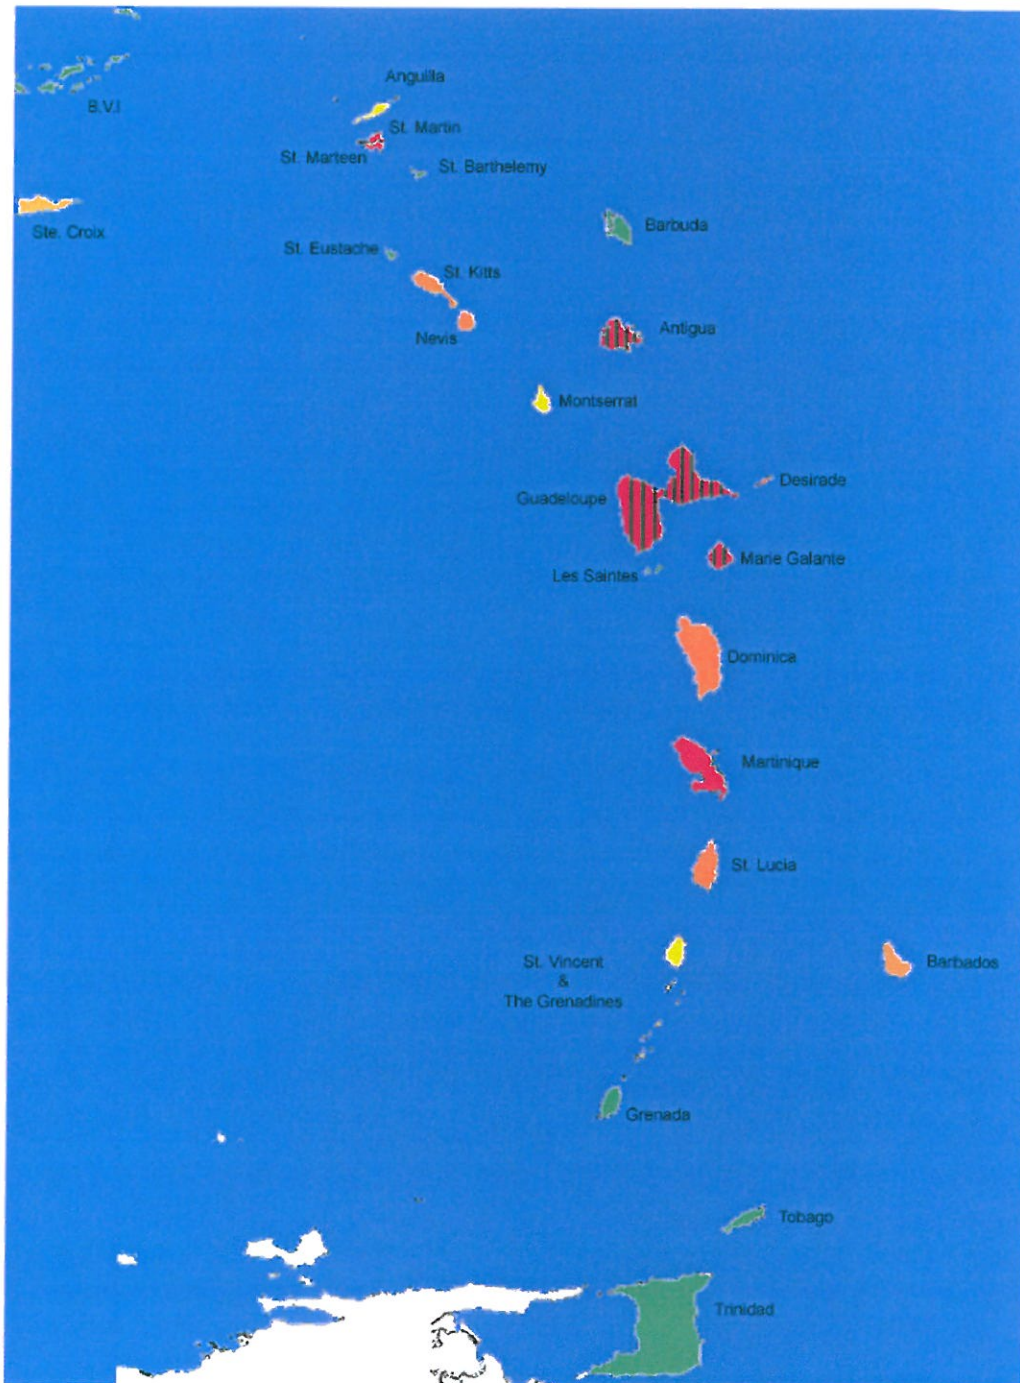 Anguilla
B.V.I
St. Martin
St. Marteen
St. Barthelemy
Ste. Croix
Barbuda
St. Eustache
St. Kitts
Nevis
Antigua
Montserrat
Desirade
Guadeloupe
Marie Galante
Les Saintes
Dominica
Martinique
St. Lucia
St. Vincent
&
The Grenadines
Barbados
Grenada
Tobago
Trinidad